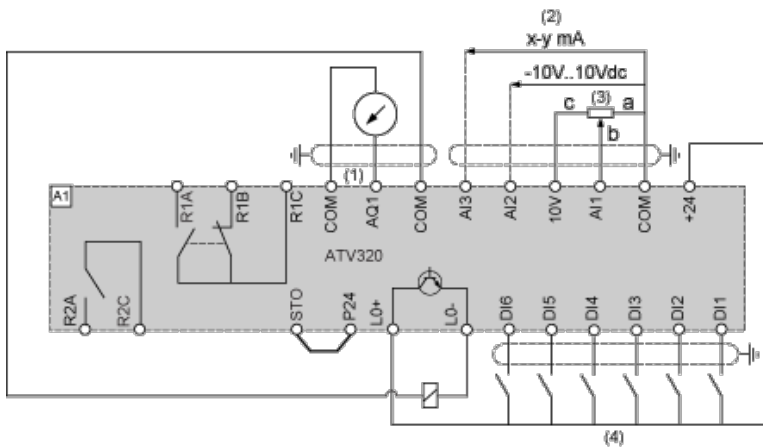 (2)
x-y mA
-10V..10Vdc
c (3) a
b
(1)
A1
R1A
R1B
R1C
COM
AQ1
COM
AI3
AI2
10V
AI1
COM
+24
ATV320
R2A
R2C
STO
P24
L0+
L0-
DI6
DI5
DI4
DI3
DI2
DI1
(4)